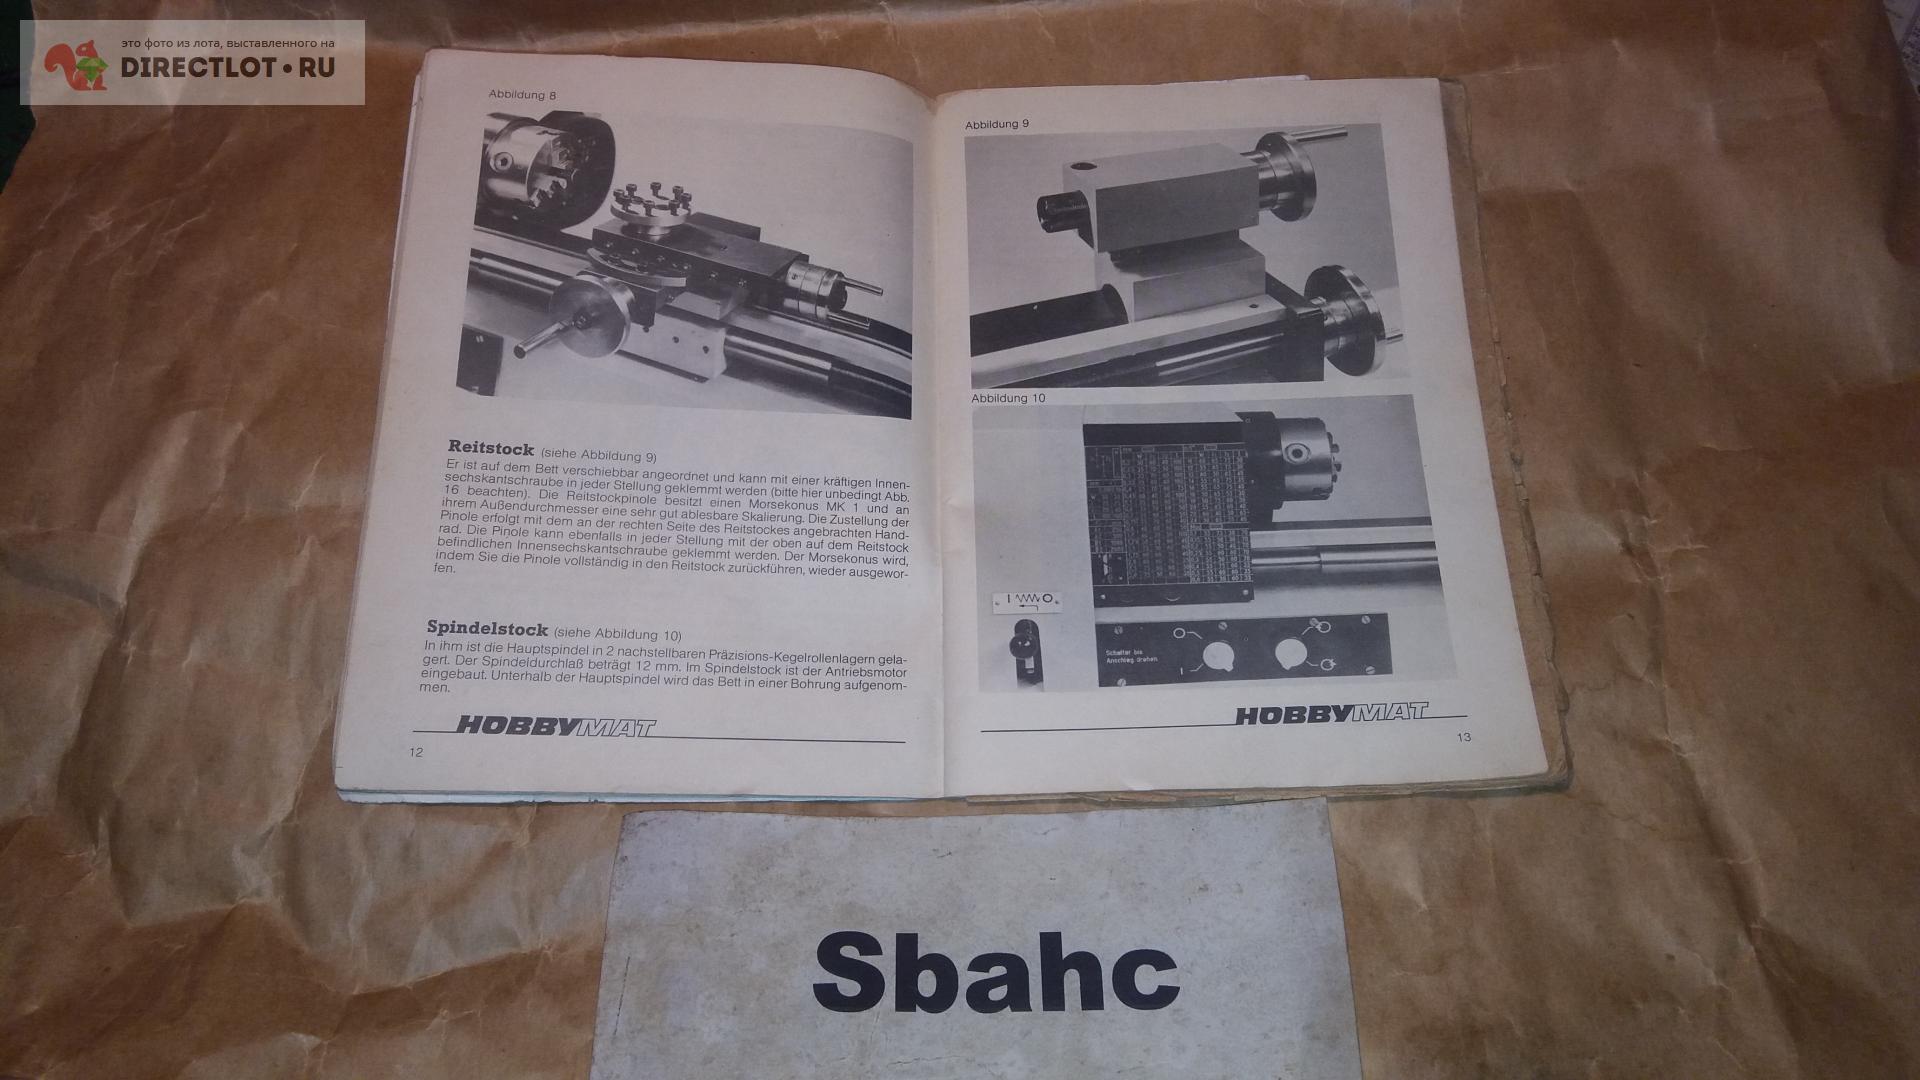 это фото из лота, выставленного на
DIRECTLOT•RU
Abbildung 8
Reitstock (siehe Abbildung 9)
Er ist auf dem Bett verschiebbar angeordnet und kann mit einer kräftigen Innen-
sechskantschraube in jeder Stellung geklemmt werden (bitte hier unbedingt Abb.
16 beachten). Die Reitstockpinole besitzt einen Morsekonus MK 1 und an
ihrem Außendurchmesser eine sehr gut ablesbare Skalierung. Die Zustellung der
Pinole erfolgt mit dem an der rechten Seite des Reitstockes angebrachten Hand-
rad. Die Pinole kann ebenfalls in jeder Stellung mit der oben auf dem Reitstock
befindlichen Innensechskantschraube geklemmt werden. Der Morsekonus wird,
indem Sie die Pinole vollständig in den Reitstock zurückführen, wieder ausgewor-
fen.
Spindelstock (siehe Abbildung 10)
In ihm ist die Hauptspindel in 2 nachstellbaren Präzisions-Kegelrollenlagern gela-
gert. Der Spindeldurchlaß beträgt 12 mm. Im Spindelstock ist der Antriebsmotor
eingebaut. Unterhalb der Hauptspindel wird das Bett in einer Bohrung aufgenom-
men.
HOBBYMAT
12
Abbildung 9
Abbildung 10
Schalter bis
Anschlag drehen
HOBBYMAT
13
Sbahc